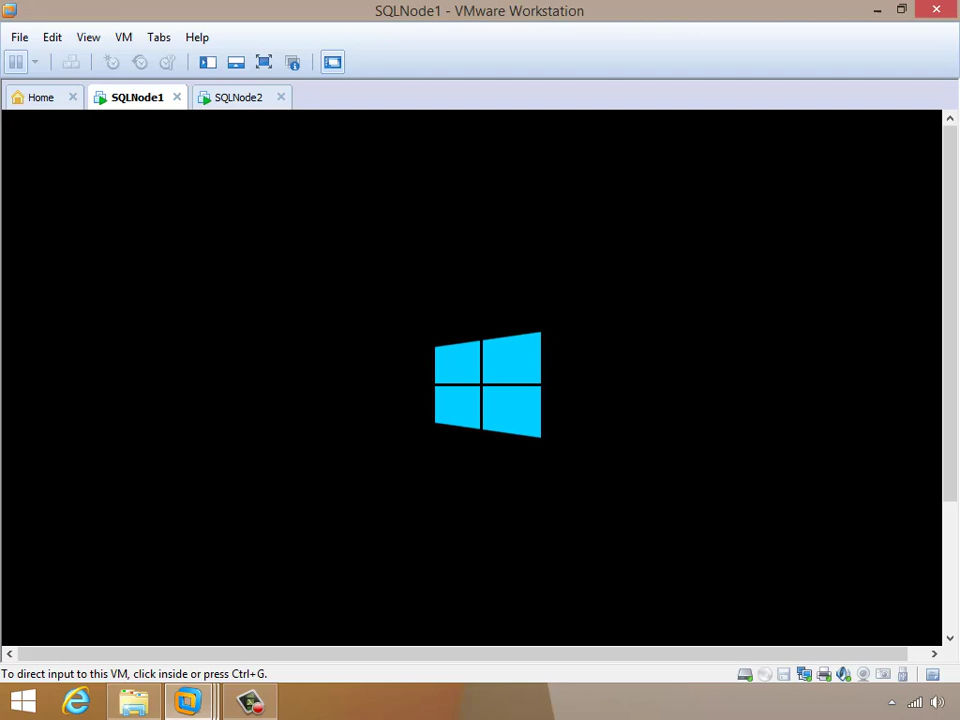 SQLNode1 - VMware Workstation
File Edit View VM Tabs Help
Home SQLNode1 SQLNode2
To direct input to this VM, click inside or press Ctrl+G.